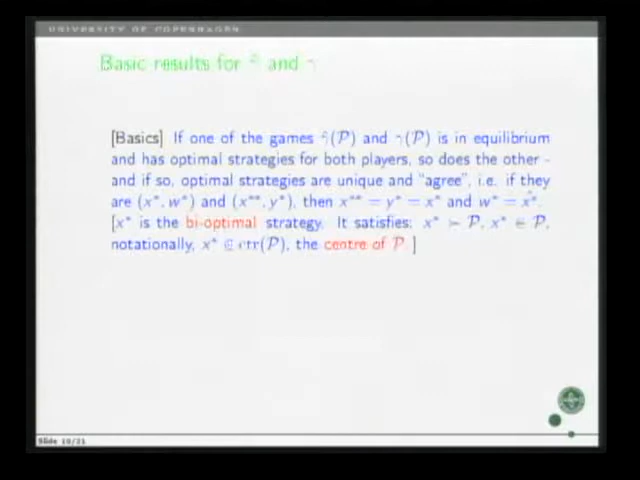 UNIVERSITY OF COPENHAGEN
Basic results for γ̂ and γ
[Basics] If one of the games γ̂(𝒫) and γ(𝒫) is in equilibrium
and has optimal strategies for both players, so does the other -
and if so, optimal strategies are unique and "agree", i.e. if they
are (x*, w*) and (x**, y*), then x** = y* = x* and w* = x̂*.
[x* is the bi-optimal strategy. It satisfies: x* ≻ 𝒫, x* ∈ 𝒫,
notationally, x* ∈ ctr(𝒫), the centre of 𝒫.]
Slide 10/21